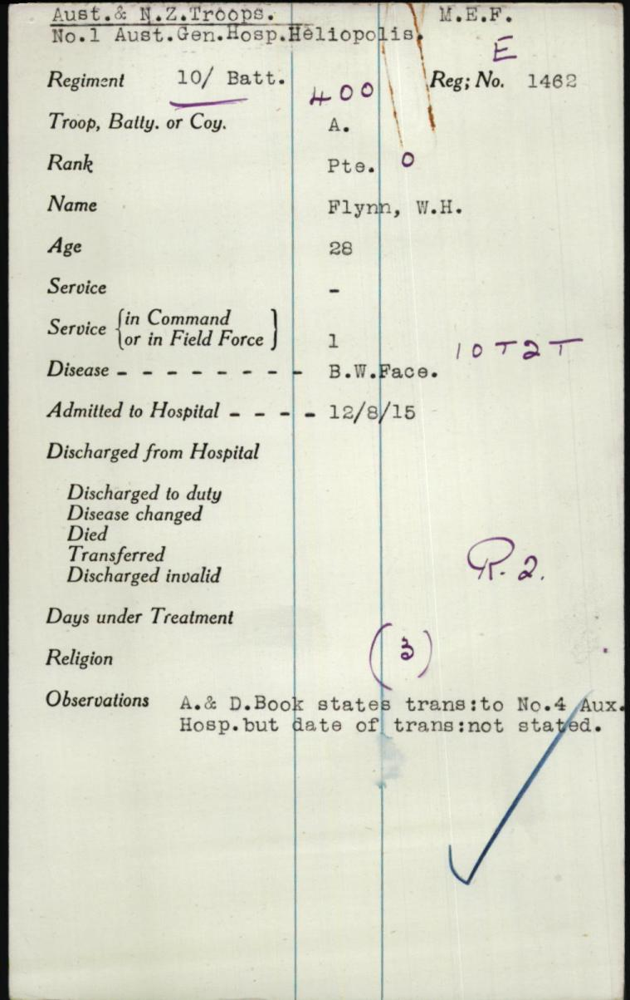 Aust.& N.Z.Troops. M.E.F.
No.1 Aust.Gen.Hosp.Heliopolis.
E
Regiment 10/ Batt. Reg; No. 1462
400
Troop, Batty. or Coy. A.
Rank Pte. 0
Name Flynn, W.H.
Age 28
Service -
Service {in Command
or in Field Force} 1
10 T 2 T
Disease - - - - - - - - B.W.Face.
Admitted to Hospital - - - - 12/8/15
Discharged from Hospital
Discharged to duty
Disease changed
Died
Transferred
Discharged invalid
R. 2.
Days under Treatment
(3)
Religion
Observations A.& D.Book states trans:to No.4 Aux.
Hosp.but date of trans:not stated.